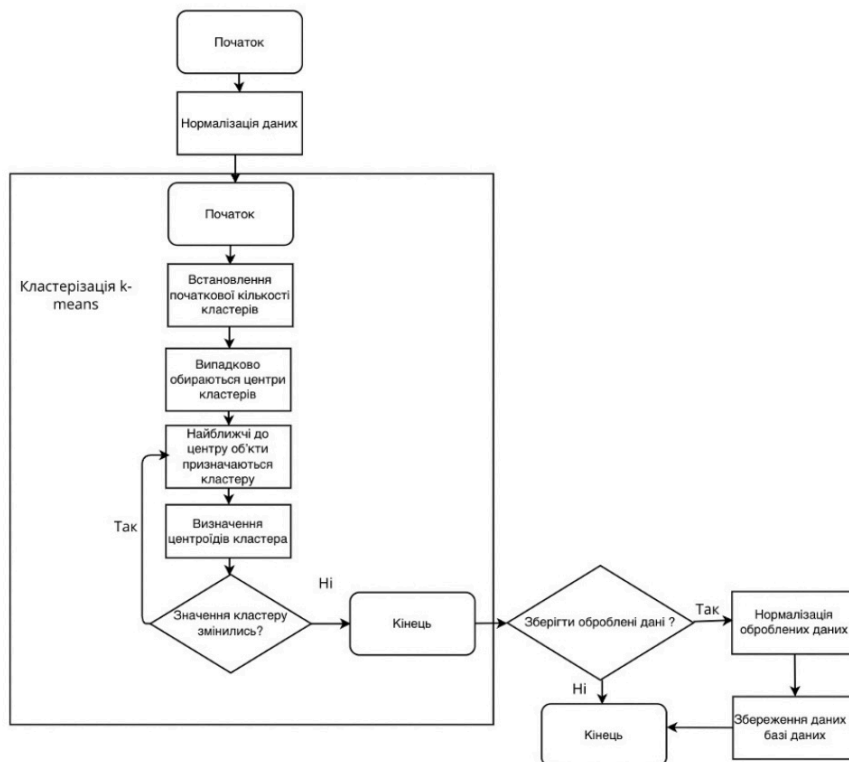 Початок
Нормалізація даних
Початок
Кластерізація k-
means
Встановлення
початкової кількості
кластерів
Випадково
обираються центри
кластерів
Найближчі до
центру об'єкти
призначаються
кластеру
Так
Визначення
центроїдів кластера
Значення кластеру
змінились?
Ні
Кінець
Зберігти оброблені дані ?
Так
Нормалізація
оброблених даних
Ні
Збереження даних
базі даних
Кінець